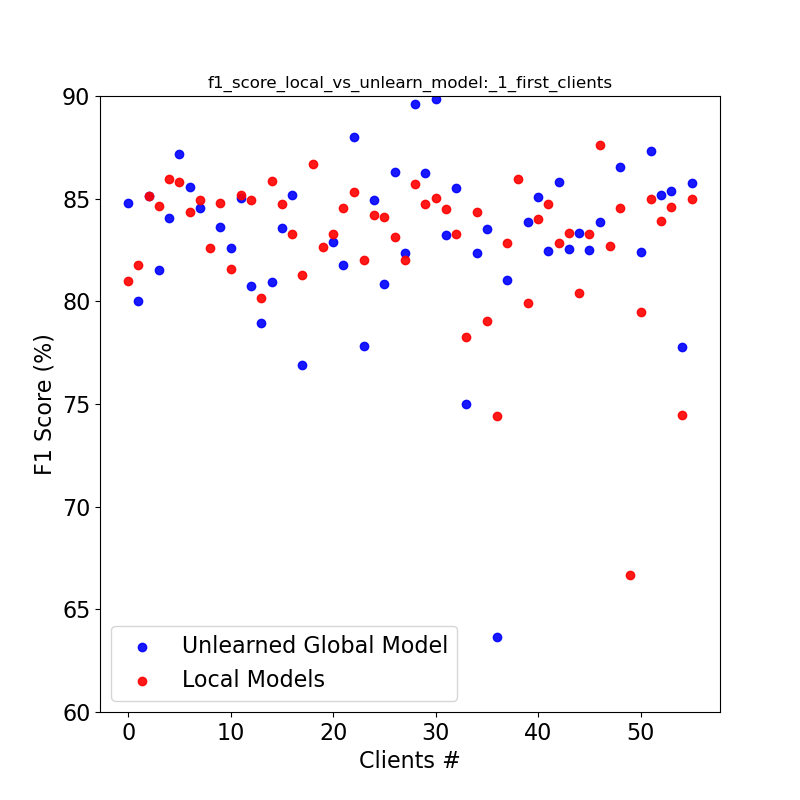 f1_score_local_vs_unlearn_model:_1_first_clients
90
85
80
75
70
65
60
F1 Score (%)
Unlearned Global Model
Local Models
0 10 20 30 40 50
Clients #